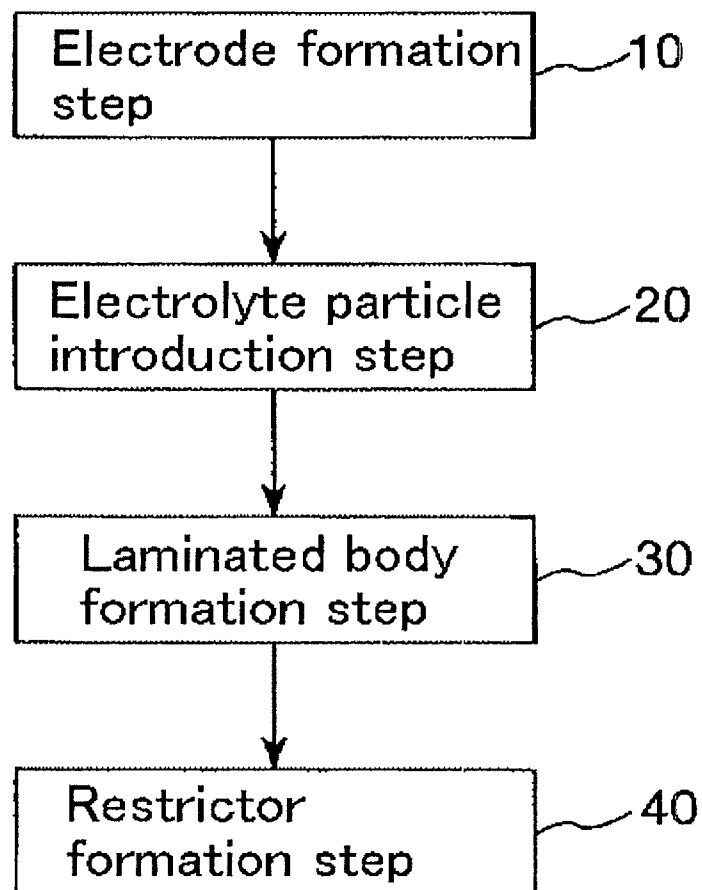 Electrode formation
step
10
Electrolyte particle
introduction step
20
Laminated body
formation step
30
Restrictor
formation step
40